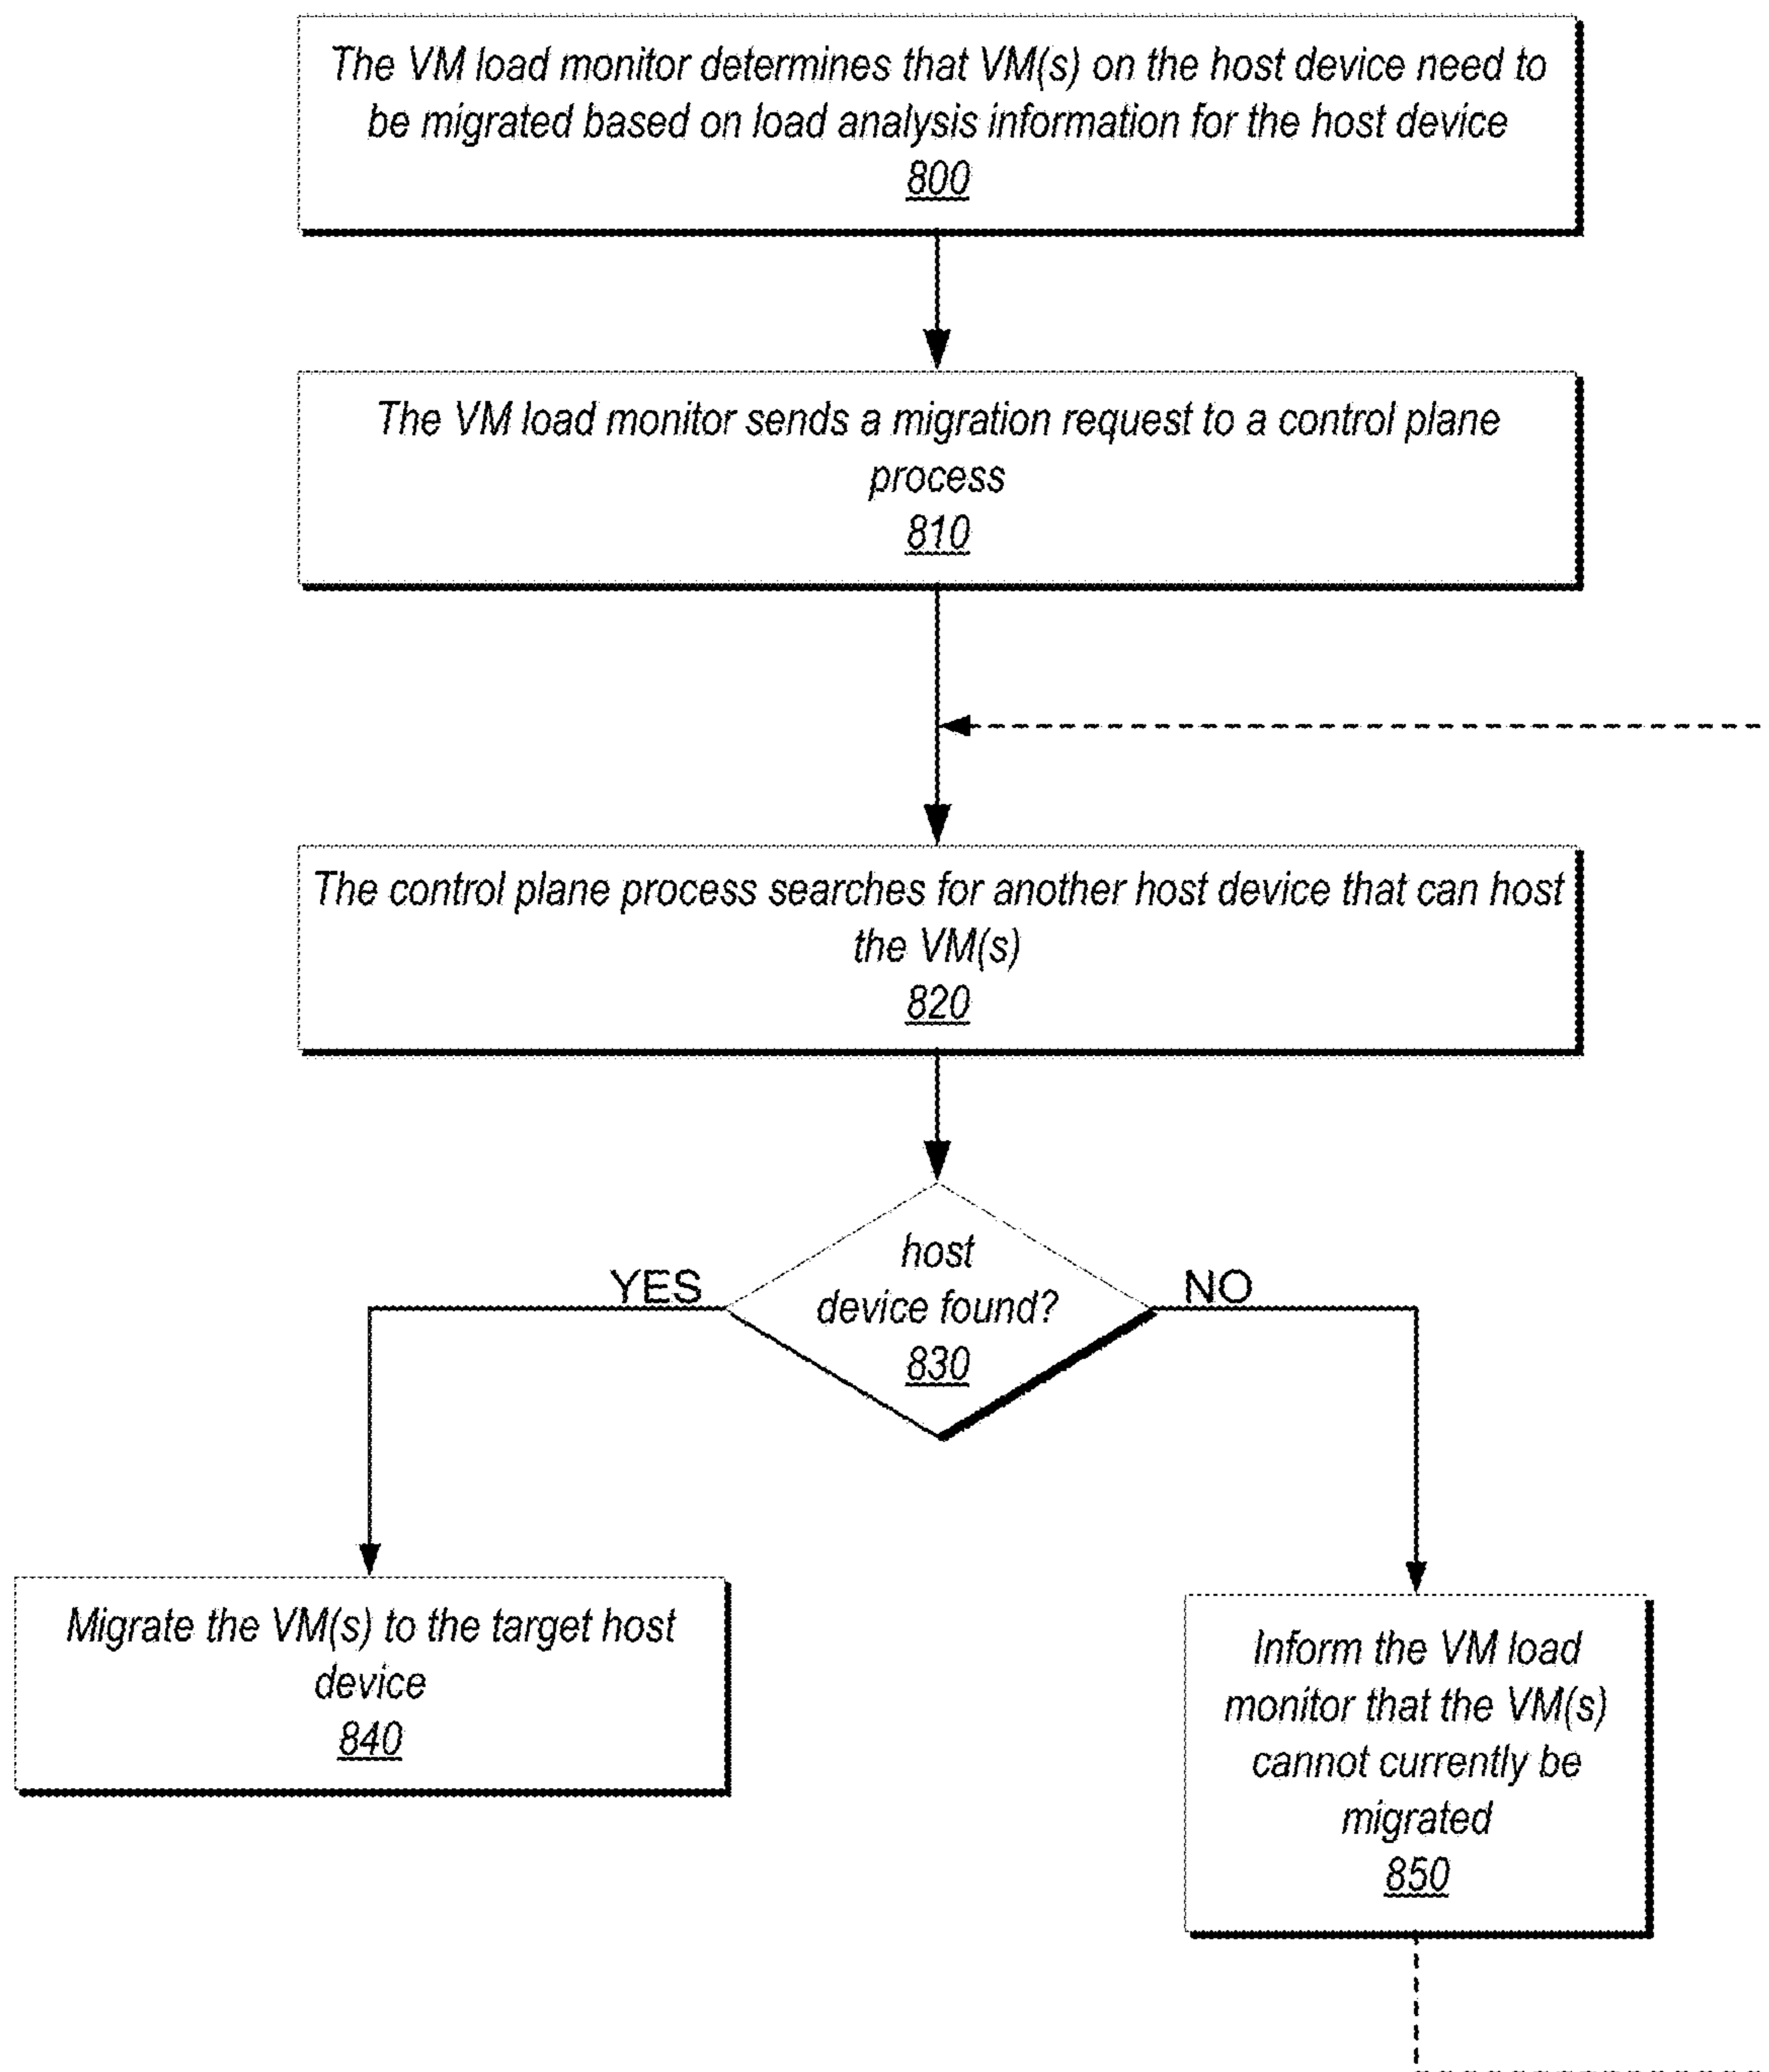 The VM load monitor determines that VM(s) on the host device need to
be migrated based on load analysis information for the host device
800
The VM load monitor sends a migration request to a control plane
process
810
The control plane process searches for another host device that can host
the VM(s)
820
host
device found?
830
YES
NO
Migrate the VM(s) to the target host
device
840
Inform the VM load
monitor that the VM(s)
cannot currently be
migrated
850